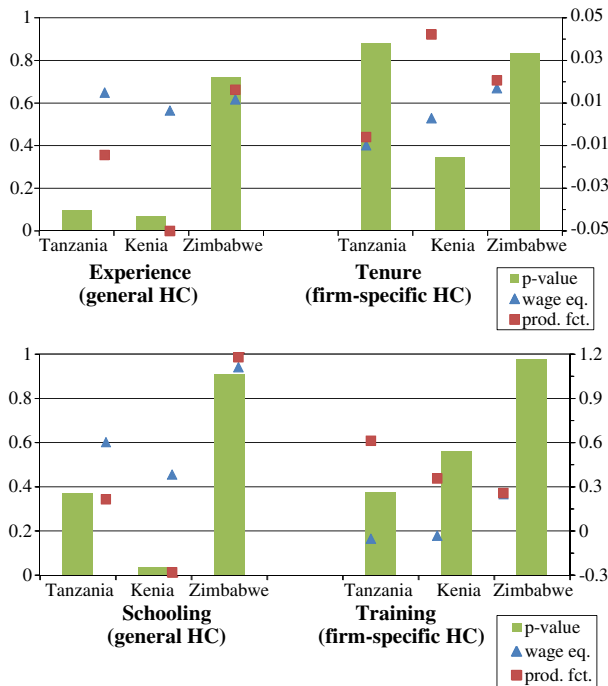 1 0.05
0.8 0.03
0.6 0.01
0.4 -0.01
0.2 -0.03
0 -0.05
Tanzania Kenia Zimbabwe Tanzania Kenia Zimbabwe
Experience Tenure
(general HC) (firm-specific HC)
p-value
wage eq.
prod. fct.
1 1.2
0.8 0.9
0.6 0.6
0.4 0.3
0.2 0
0 -0.3
Tanzania Kenia Zimbabwe Tanzania Kenia Zimbabwe
Schooling Training
(general HC) (firm-specific HC)
p-value
wage eq.
prod. fct.